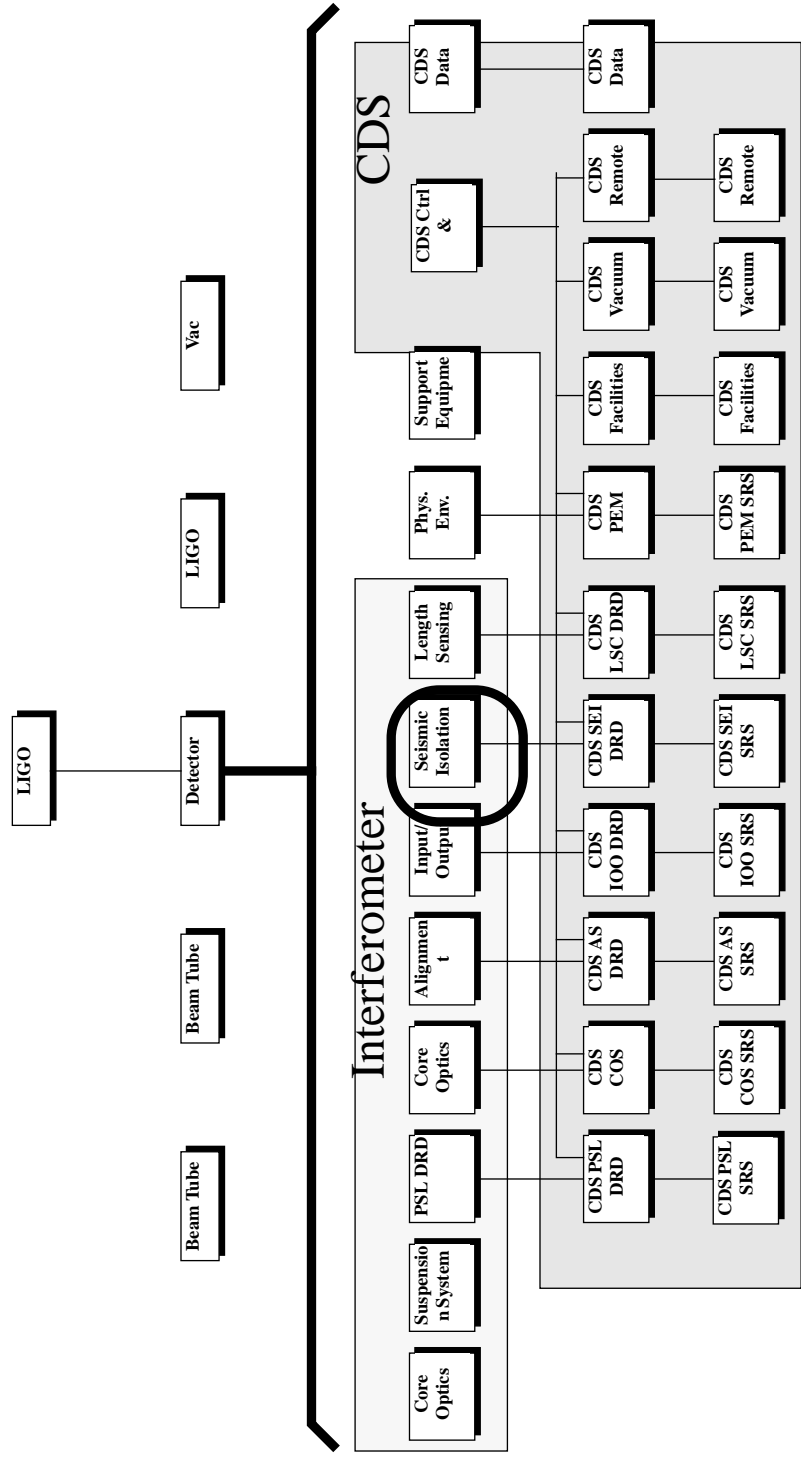 LIGO
Beam Tube
Beam Tube
Detector
LIGO
Vac
Interferometer
CDS
Core
Optics
Suspensio
n System
PSL DRD
Core
Optics
Alignmen
t
Input/
Output
Seismic
Isolation
Length
Sensing
Phys.
Env.
Support
Equipme
CDS Ctrl
&
CDS
Data
CDS PSL
DRD
CDS
COS
CDS AS
DRD
CDS
IOO DRD
CDS SEI
DRD
CDS
LSC DRD
CDS
PEM
CDS
Facilities
CDS
Vacuum
CDS
Remote
CDS
Data
CDS PSL
SRS
CDS
COS SRS
CDS AS
SRS
CDS
IOO SRS
CDS SEI
SRS
CDS
LSC SRS
CDS
PEM SRS
CDS
Facilities
CDS
Vacuum
CDS
Remote